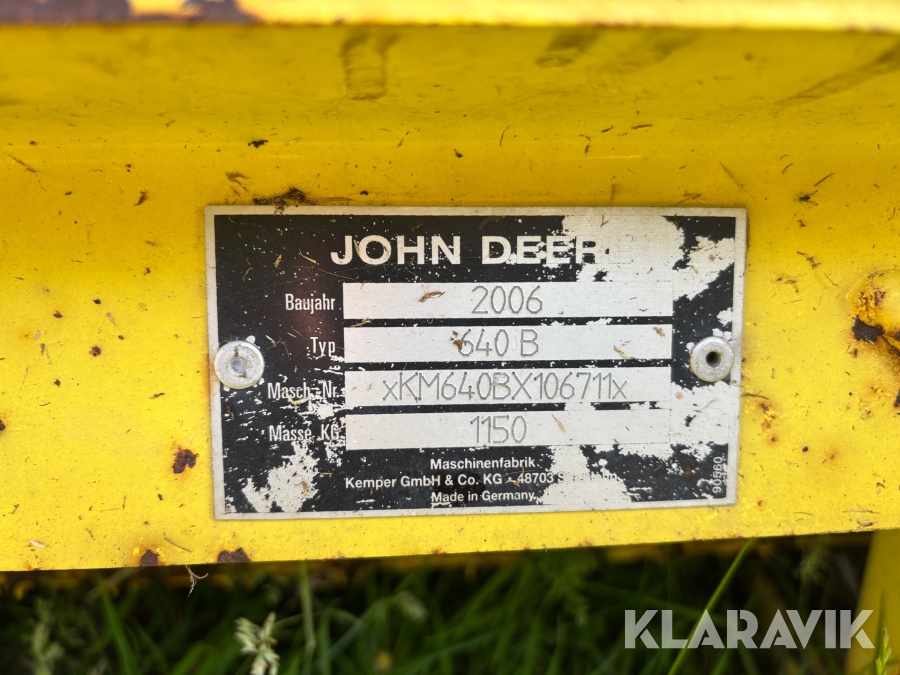 JOHN DEER
Baujahr 2006
Typ 640 B
Masch.-Nr. xKM640BX106711x
Masse KG 1150
Maschinenfabrik
Kemper GmbH & Co. KG - 48703
Made in Germany
90560
KLARAVIK